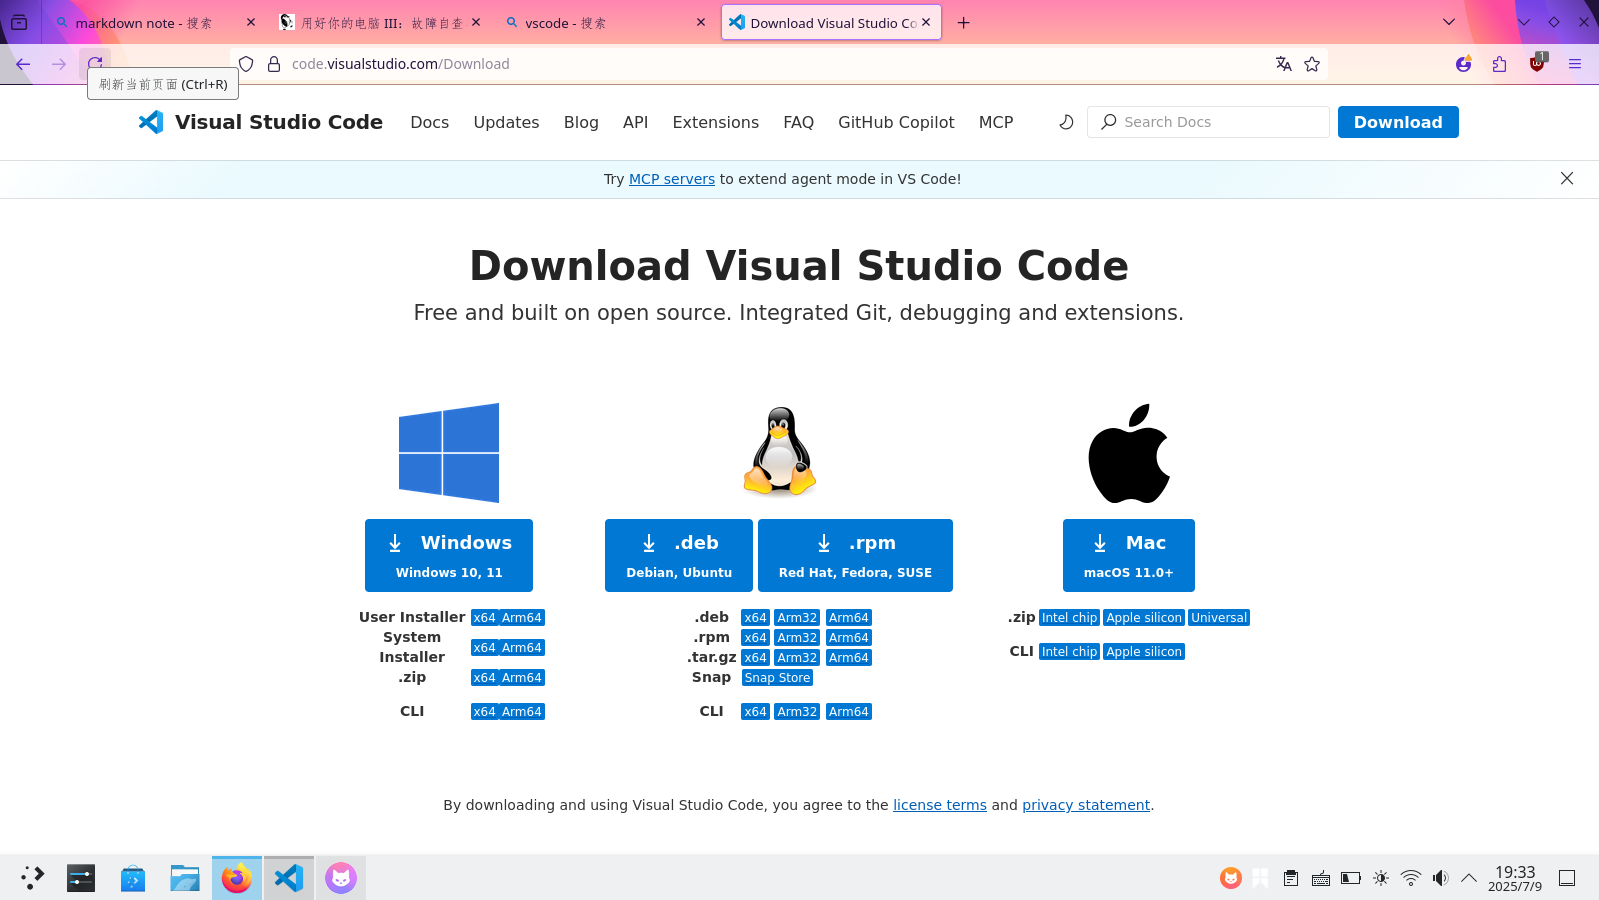 markdown note - 搜索
用好你的电脑 III：故障自查
vscode - 搜索
Download Visual Studio Co
code.visualstudio.com/Download
1
刷新当前页面 (Ctrl+R)
Visual Studio Code
Docs
Updates
Blog
API
Extensions
FAQ
GitHub Copilot
MCP
Search Docs
Download
Try MCP servers to extend agent mode in VS Code!
Download Visual Studio Code
Free and built on open source. Integrated Git, debugging and extensions.
Windows
Windows 10, 11
User Installer x64 Arm64
System Installer x64 Arm64
.zip x64 Arm64
CLI x64 Arm64
.deb
Debian, Ubuntu
.rpm
Red Hat, Fedora, SUSE
.deb x64 Arm32 Arm64
.rpm x64 Arm32 Arm64
.tar.gz x64 Arm32 Arm64
Snap Snap Store
CLI x64 Arm32 Arm64
Mac
macOS 11.0+
.zip Intel chip Apple silicon Universal
CLI Intel chip Apple silicon
By downloading and using Visual Studio Code, you agree to the license terms and privacy statement.
19:33
2025/7/9